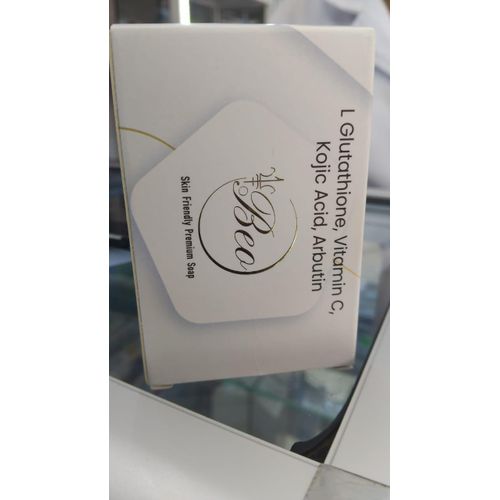 L Glutathione, Vitamin C,
Kojic Acid, Arbutin
Beo
Skin Friendly Premium Soap